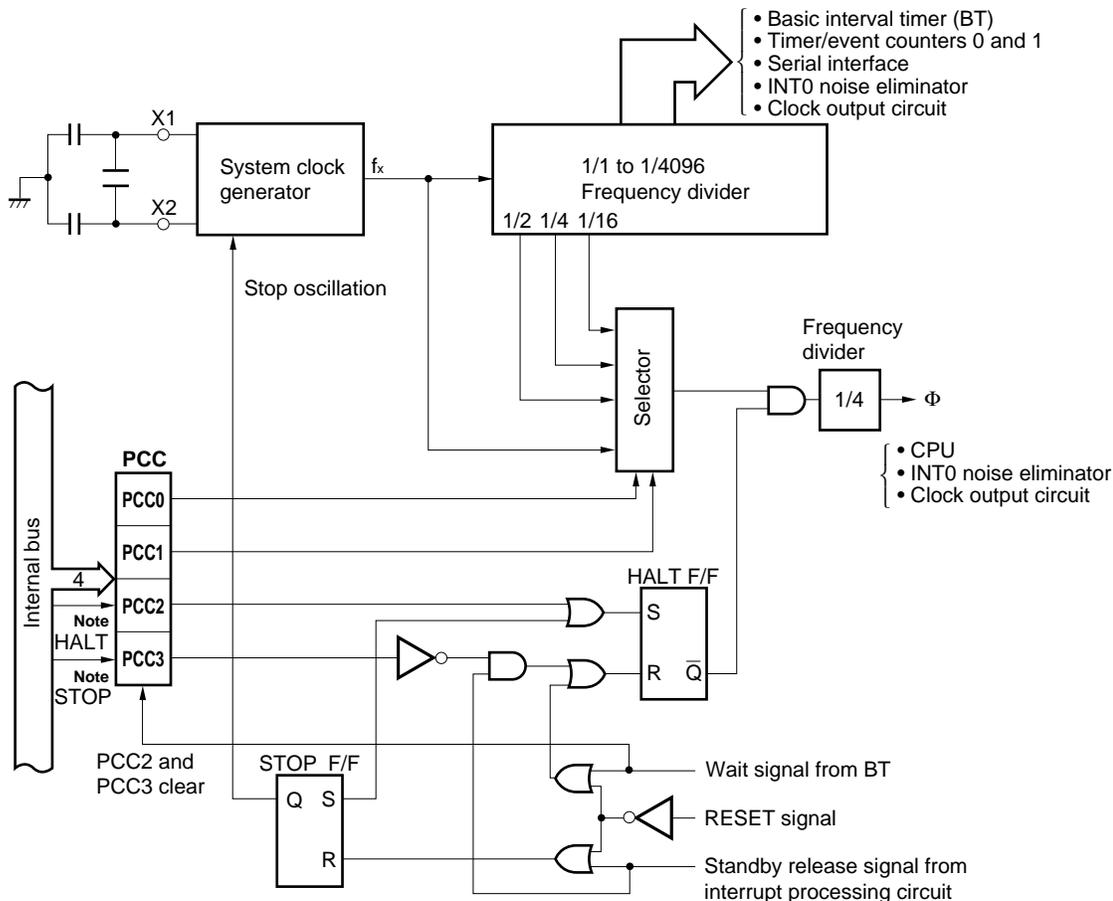 • Basic interval timer (BT)
• Timer/event counters 0 and 1
• Serial interface
• INT0 noise eliminator
• Clock output circuit
X1
X2
System clock
generator
fx
1/1 to 1/4096
Frequency divider
1/2 1/4 1/16
Stop oscillation
Selector
Frequency
divider
1/4
Φ
• CPU
• INT0 noise eliminator
• Clock output circuit
Internal bus
4
PCC
PCC0
PCC1
PCC2
PCC3
Note
HALT
Note
STOP
HALT F/F
S
R
Q̅
PCC2 and
PCC3 clear
STOP F/F
Q S
R
Wait signal from BT
RESET signal
Standby release signal from
interrupt processing circuit